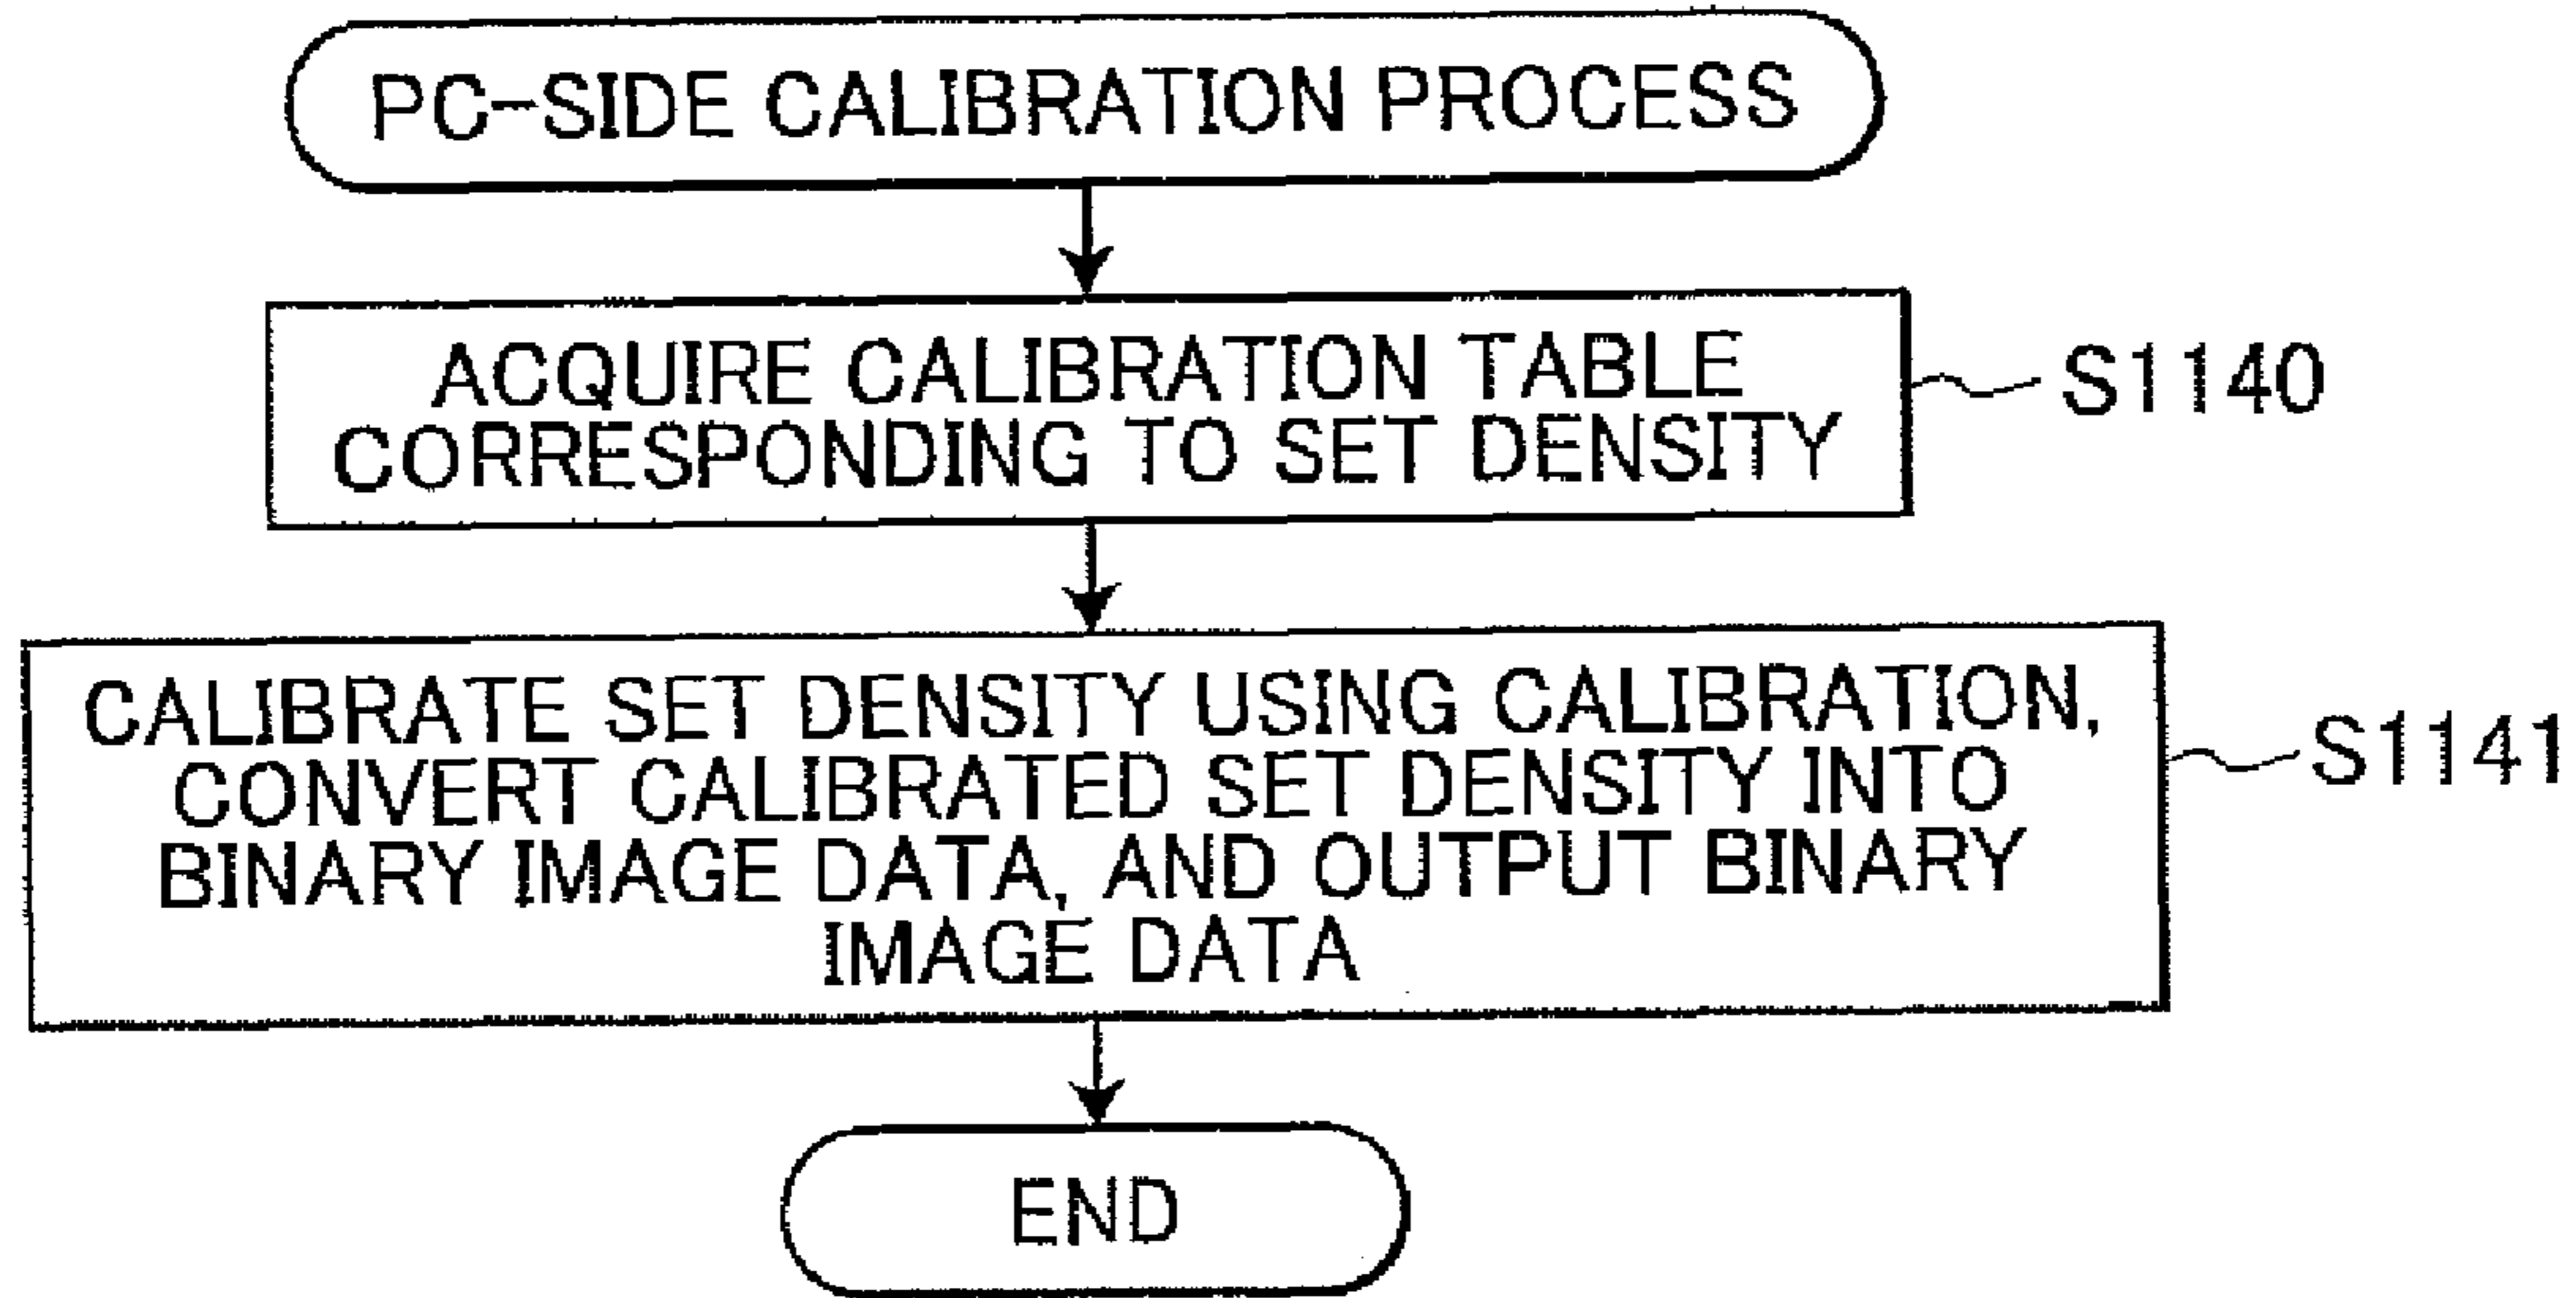 PC-SIDE CALIBRATION PROCESS
ACQUIRE CALIBRATION TABLE
CORRESPONDING TO SET DENSITY
S1140
CALIBRATE SET DENSITY USING CALIBRATION,
CONVERT CALIBRATED SET DENSITY INTO
BINARY IMAGE DATA, AND OUTPUT BINARY
IMAGE DATA
S1141
END